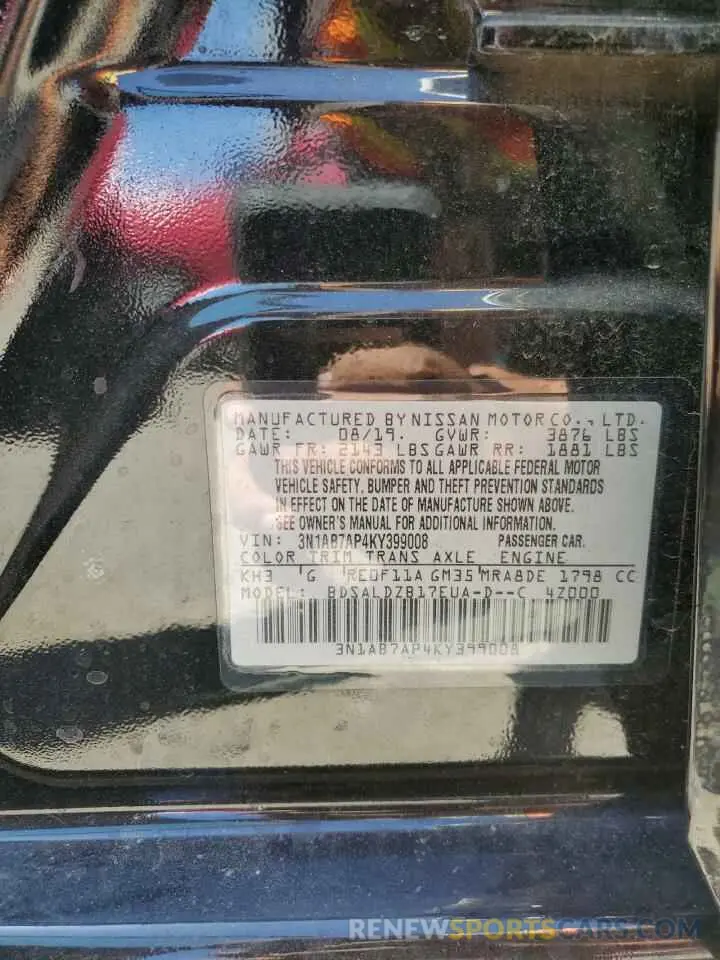 MANUFACTURED BY NISSAN MOTOR CO., LTD.
DATE: 08/19. GVWR: 3876 LBS
GAWR FR: 2143 LBS GAWR RR: 1881 LBS
THIS VEHICLE CONFORMS TO ALL APPLICABLE FEDERAL MOTOR
VEHICLE SAFETY, BUMPER AND THEFT PREVENTION STANDARDS
IN EFFECT ON THE DATE OF MANUFACTURE SHOWN ABOVE.
SEE OWNER'S MANUAL FOR ADDITIONAL INFORMATION.
VIN: 3N1AB7AP4KY399008 PASSENGER CAR.
COLOR TRIM TRANS AXLE ENGINE
KH3 'G 'RE0F11A GM35'MRA8DE 1798 CC
MODEL: BDSALDZB17EUA-D--C 4Z000
3N1AB7AP4KY399008
RENEWSPORTSCARS.COM